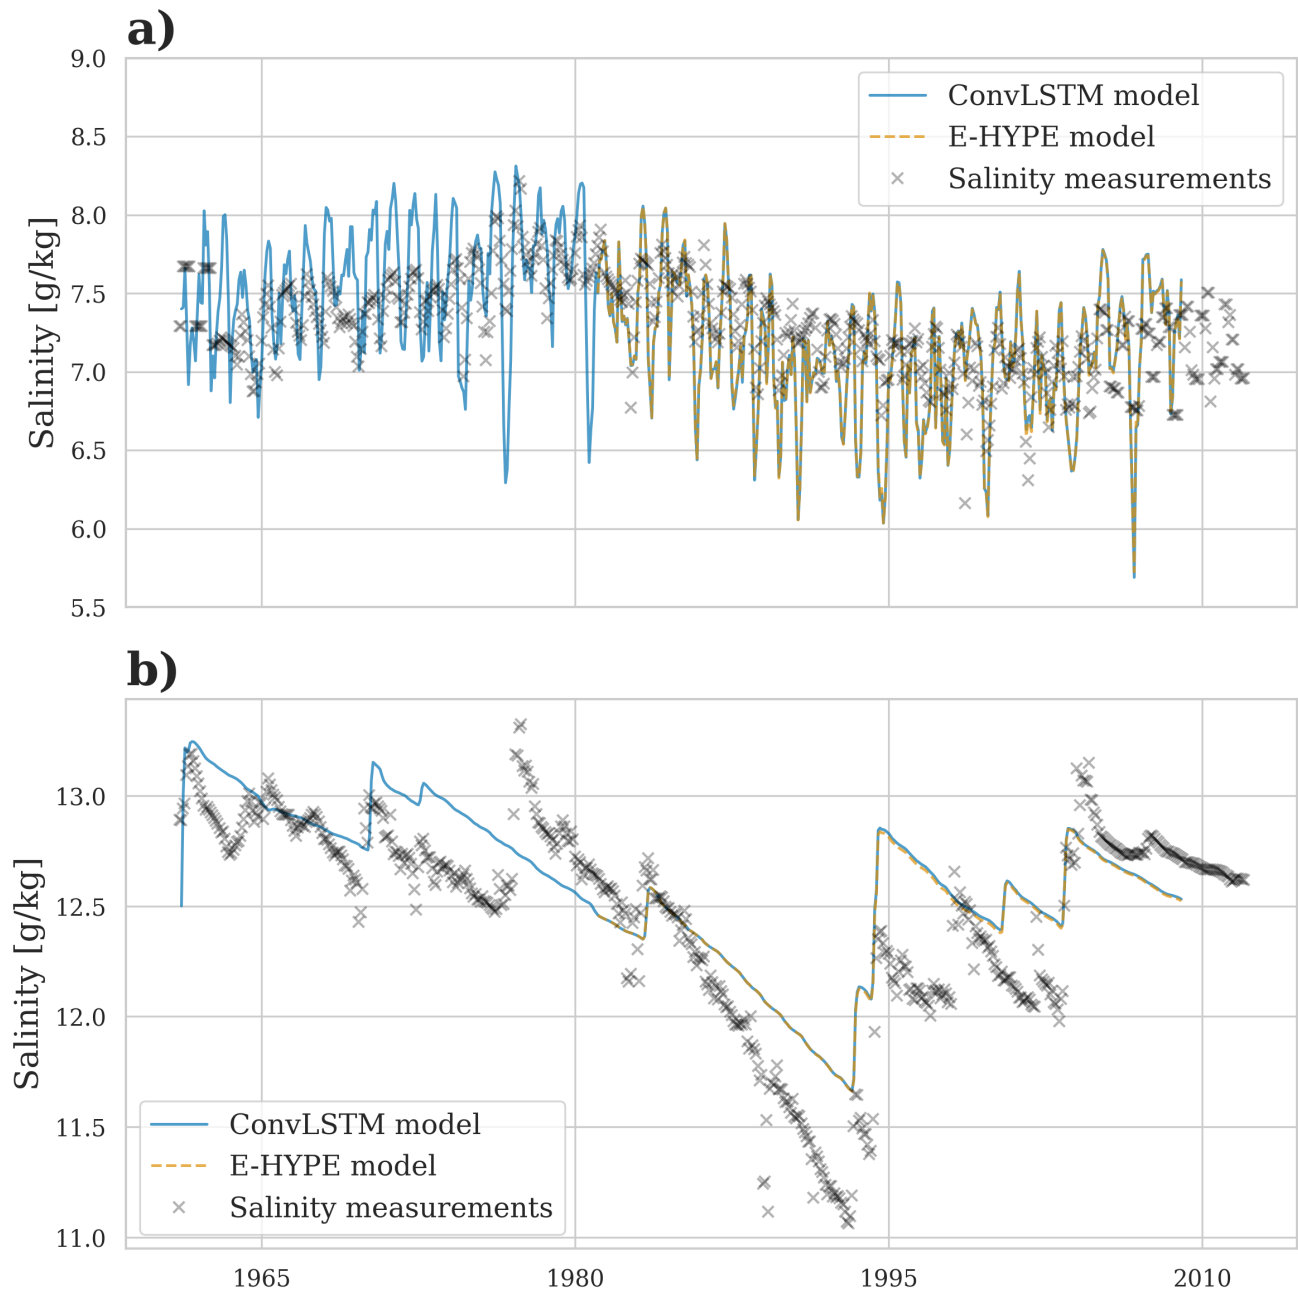 a)
9.0
8.5
8.0
7.5
7.0
6.5
6.0
5.5
Salinity [g/kg]
ConvLSTM model
E-HYPE model
Salinity measurements
b)
13.0
12.5
12.0
11.5
11.0
Salinity [g/kg]
ConvLSTM model
E-HYPE model
Salinity measurements
1965
1980
1995
2010